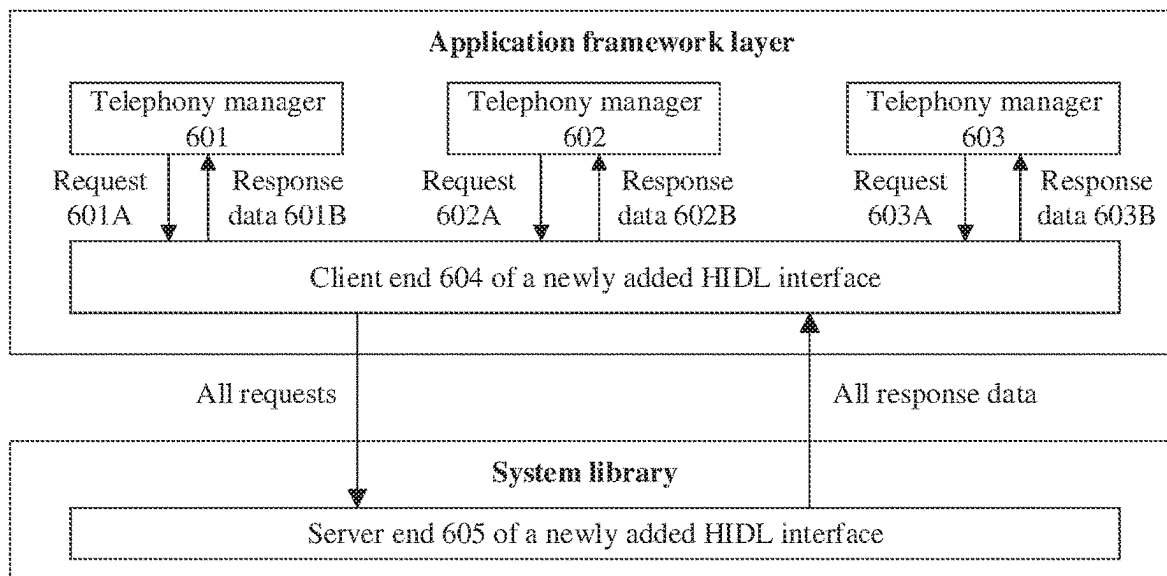 Application framework layer
Telephony manager
601
Telephony manager
602
Telephony manager
603
Request
601A
Response
data 601B
Request
602A
Response
data 602B
Request
603A
Response
data 603B
Client end 604 of a newly added HIDL interface
All requests
All response data
System library
Server end 605 of a newly added HIDL interface